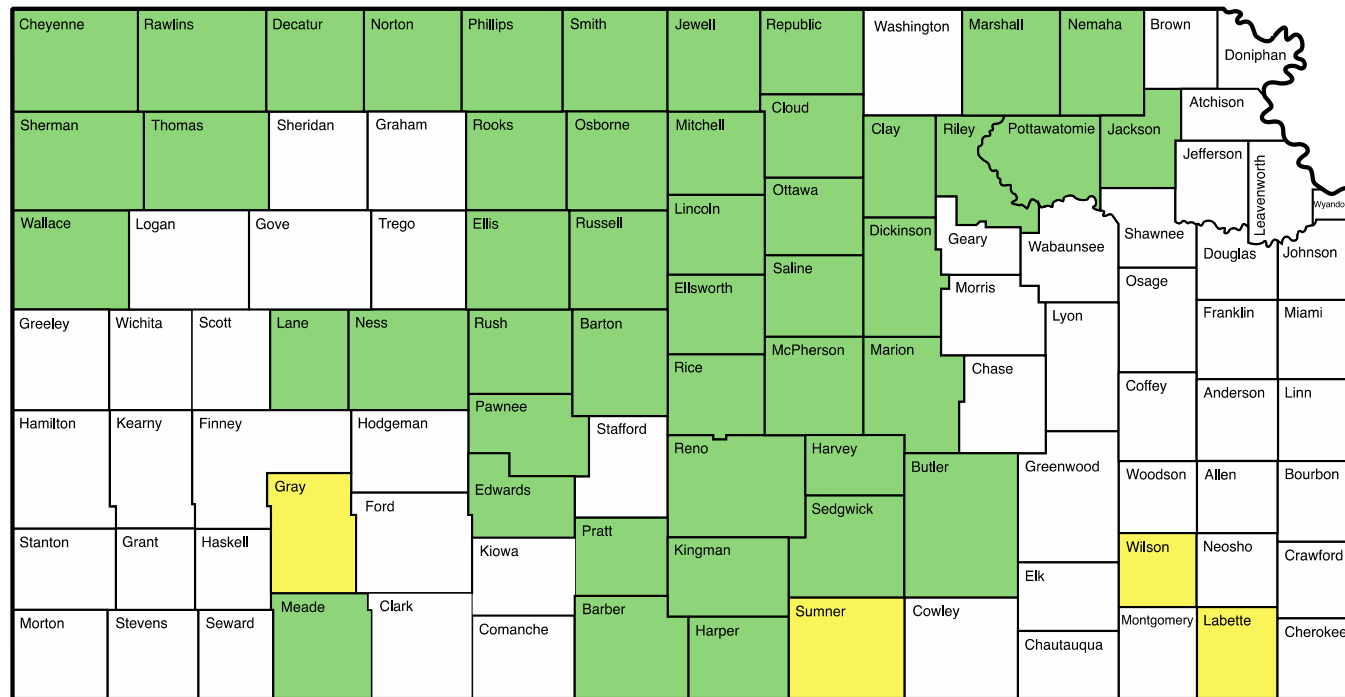 Cheyenne
Rawlins
Decatur
Norton
Phillips
Smith
Jewell
Republic
Washington
Marshall
Nemaha
Brown
Doniphan
Atchison
Sherman
Thomas
Sheridan
Graham
Rooks
Osborne
Mitchell
Cloud
Clay
Riley
Pottawatomie
Jackson
Jefferson
Leavenworth
Wyando
Wallace
Logan
Gove
Trego
Ellis
Russell
Lincoln
Ottawa
Dickinson
Geary
Wabaunsee
Shawnee
Douglas
Johnson
Greeley
Wichita
Scott
Lane
Ness
Rush
Barton
Ellsworth
Saline
Morris
Lyon
Osage
Franklin
Miami
Rice
McPherson
Marion
Chase
Coffey
Anderson
Linn
Hamilton
Kearny
Finney
Hodgeman
Pawnee
Stafford
Reno
Harvey
Butler
Greenwood
Woodson
Allen
Bourbon
Gray
Ford
Edwards
Sedgwick
Stanton
Grant
Haskell
Kiowa
Pratt
Kingman
Elk
Wilson
Neosho
Crawford
Morton
Stevens
Seward
Meade
Clark
Comanche
Barber
Harper
Sumner
Cowley
Chautauqua
Montgomery
Labette
Cherokee